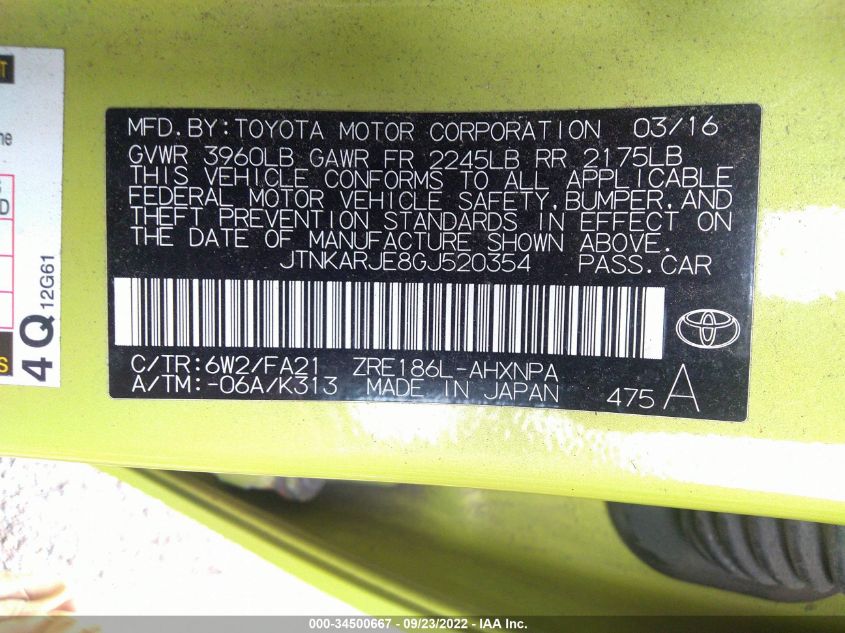 T
ne
S
D
S
4Q 12G61
MFD.BY:TOYOTA MOTOR CORPORATION 03/16
GVWR 3960LB GAWR FR 2245LB RR 2175LB
THIS VEHICLE CONFORMS TO ALL APPLICABLE
FEDERAL MOTOR VEHICLE SAFETY,BUMPER,AND
THEFT PREVENTION STANDARDS IN EFFECT ON
THE DATE OF MANUFACTURE SHOWN ABOVE.
JTNKARJE8GJ520354 PASS.CAR
C/TR:6W2/FA21 ZRE186L-AHXNPA
A/TM:-06A/K313 MADE IN JAPAN 475 A
000-34500667 - 09/23/2022 - IAA Inc.